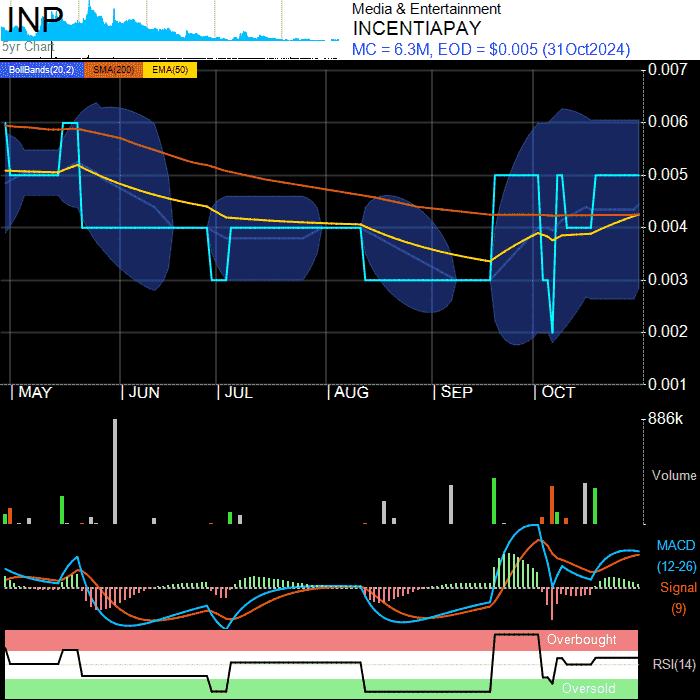 INP
5yr Chart
Media & Entertainment
INCENTIAPAY
MC = 6.3M, EOD = $0.005 (31Oct2024)
BollBands(20,2) SMA(200) EMA(50)
0.007
0.006
0.005
0.004
0.003
0.002
0.001
MAY JUN JUL AUG SEP OCT
886k
Volume
MACD
(12-26)
Signal
(9)
Overbought
RSI(14)
Oversold